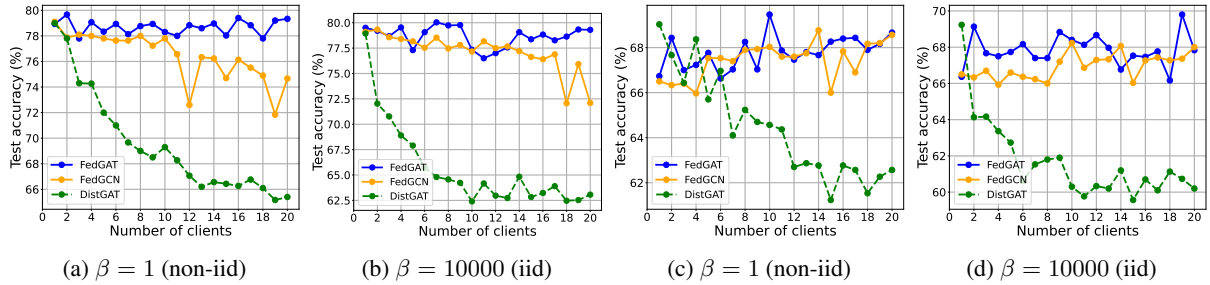 Test accuracy (%)
80
78
76
74
72
70
68
66
FedGAT
FedGCN
DistGAT
0 1 2 4 6 8 10 12 14 16 18 20
Number of clients
(a) β = 1 (non-iid)
Test accuracy (%)
80.0
77.5
75.0
72.5
70.0
67.5
65.0
62.5
FedGAT
FedGCN
DistGAT
0 1 2 4 6 8 10 12 14 16 18 20
Number of clients
(b) β = 10000 (iid)
Test accuracy (%)
68
66
64
62
FedGAT
FedGCN
DistGAT
0 1 2 4 6 8 10 12 14 16 18 20
Number of clients
(c) β = 1 (non-iid)
Test accuracy (%)
70
68
66
64
62
60
FedGAT
FedGCN
DistGAT
0 1 2 4 6 8 10 12 14 16 18 20
Number of clients
(d) β = 10000 (iid)